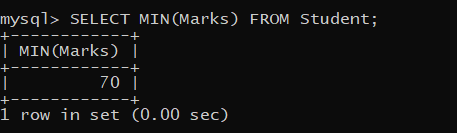 mysql> SELECT MIN(Marks) FROM Student;
+------------+
| MIN(Marks) |
+------------+
|         70 |
+------------+
1 row in set (0.00 sec)